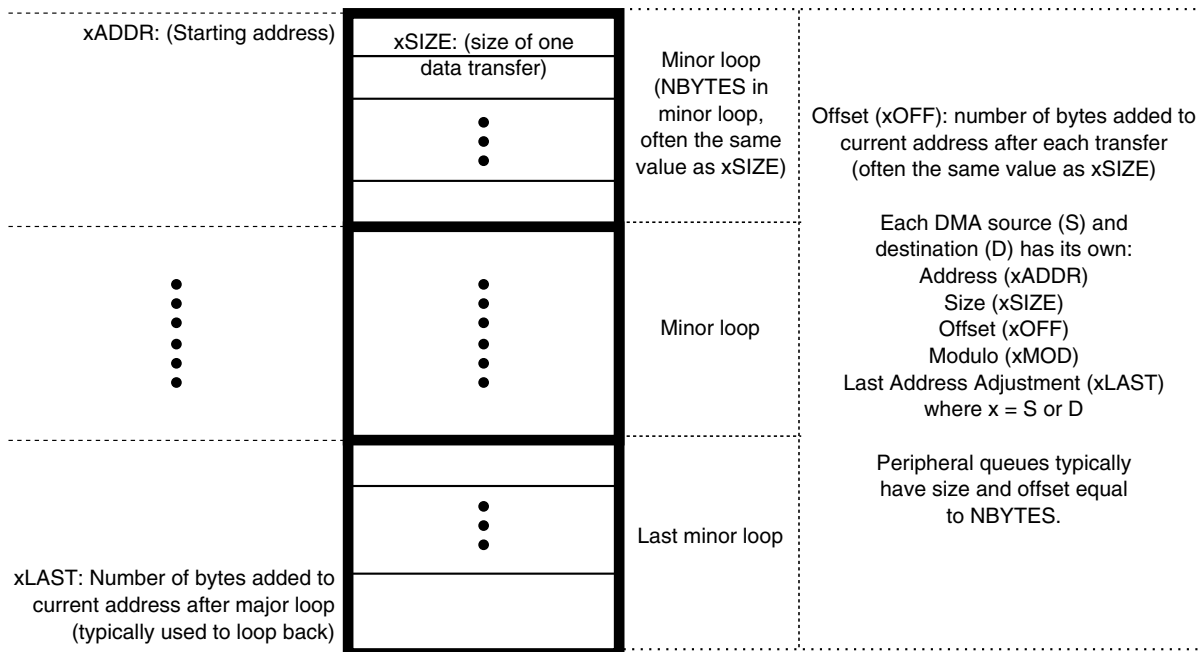 xADDR: (Starting address)
xSIZE: (size of one
data transfer)
Minor loop
(NBYTES in
minor loop,
often the same
value as xSIZE)
Offset (xOFF): number of bytes added to
current address after each transfer
(often the same value as xSIZE)
Each DMA source (S) and
destination (D) has its own:
Address (xADDR)
Size (xSIZE)
Offset (xOFF)
Modulo (xMOD)
Last Address Adjustment (xLAST)
where x = S or D
Peripheral queues typically
have size and offset equal
to NBYTES.
Minor loop
Last minor loop
xLAST: Number of bytes added to
current address after major loop
(typically used to loop back)